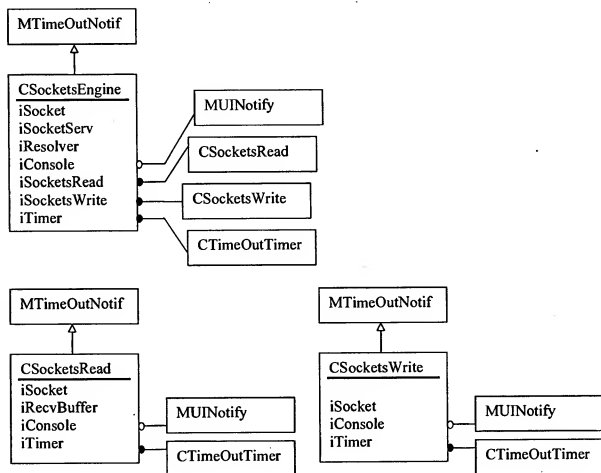 MTimeOutNotif
CSocketsEngine
iSocket
iSocketServ
iResolver
iConsole
iSocketsRead
iSocketsWrite
iTimer
MUINotify
CSocketsRead
CSocketsWrite
CTimeOutTimer
MTimeOutNotif
CSocketsRead
iSocket
iRecvBuffer
iConsole
iTimer
MUINotify
CTimeOutTimer
MTimeOutNotif
CSocketsWrite
iSocket
iConsole
iTimer
MUINotify
CTimeOutTimer